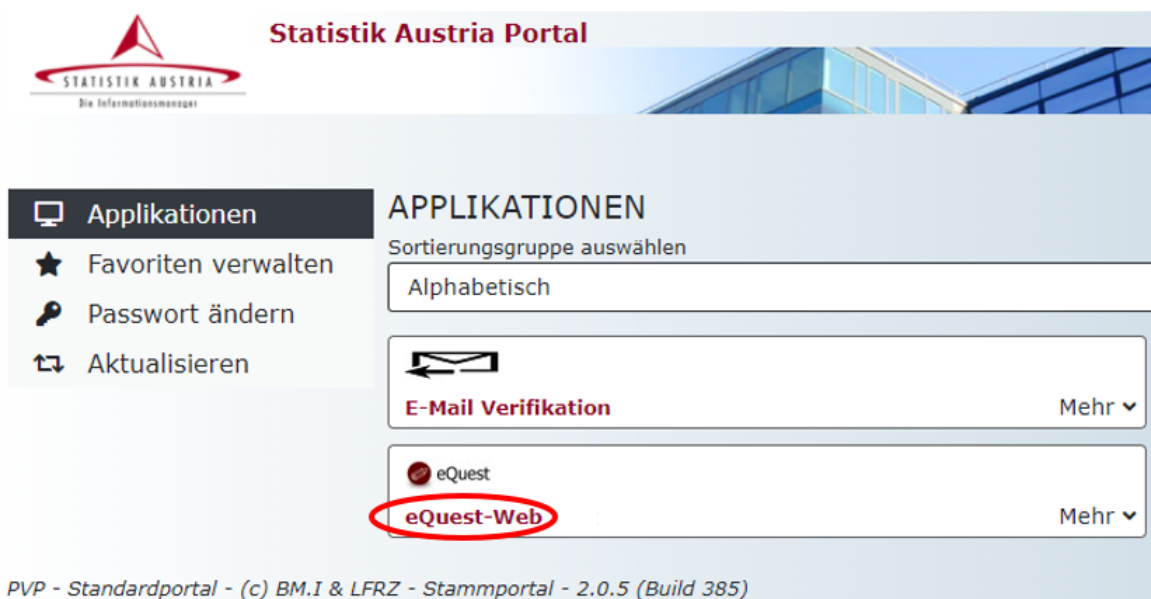 Statistik Austria Portal
STATISTIK AUSTRIA
Die Informationsmanager
Applikationen
Favoriten verwalten
Passwort ändern
Aktualisieren
APPLIKATIONEN
Sortierungsgruppe auswählen
Alphabetisch
E-Mail Verifikation
Mehr
eQuest
eQuest-Web
Mehr
PVP - Standardportal - (c) BM.I & LFRZ - Stammportal - 2.0.5 (Build 385)